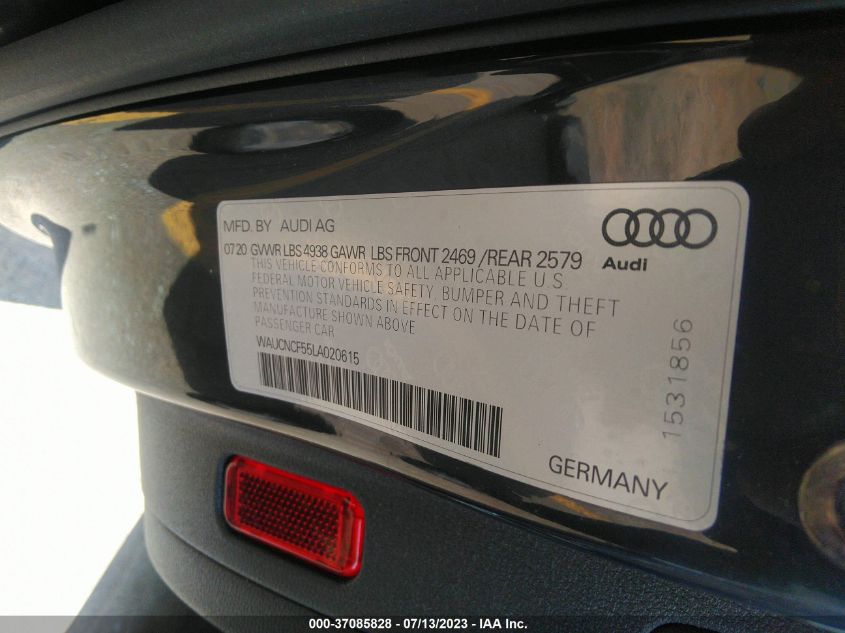 MFD. BY AUDI AG
07 20 GVWR LBS 4938 GAWR LBS FRONT 2469 /REAR 2579
THIS VEHICLE CONFORMS TO ALL APPLICABLE U.S
FEDERAL MOTOR VEHICLE SAFETY, BUMPER AND THEFT
PREVENTION STANDARDS IN EFFECT ON THE DATE OF
MANUFACTURE SHOWN ABOVE
PASSENGER CAR
WAUCNCF55LA020615
Audi
1531856
GERMANY
000-37085828 - 07/13/2023 - IAA Inc.